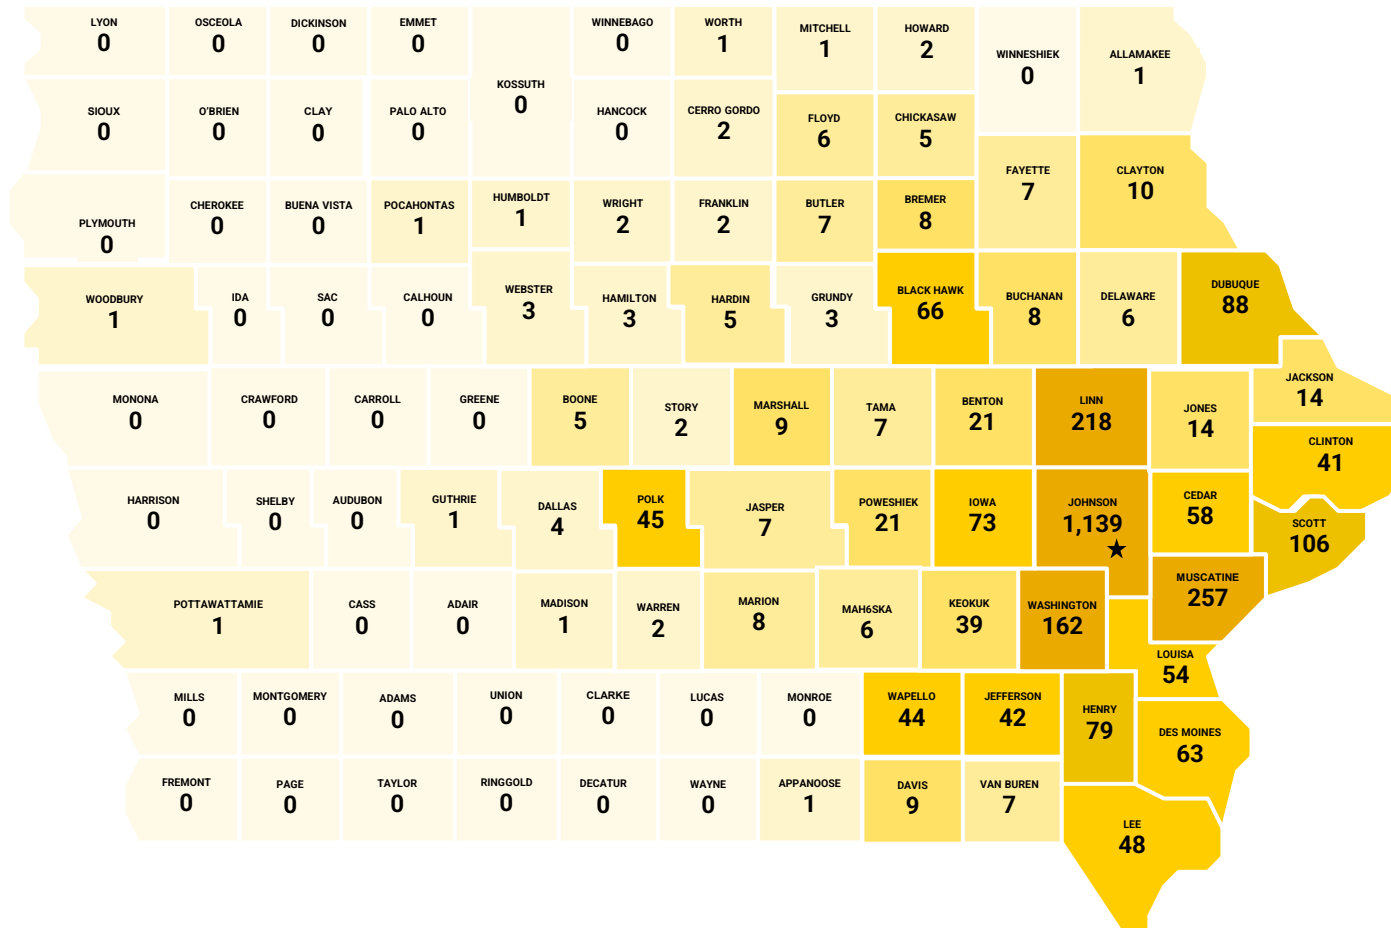 LYON
0
OSCEOLA
0
DICKINSON
0
EMMET
0
KOSSUTH
0
WINNEBAGO
0
WORTH
1
MITCHELL
1
HOWARD
2
WINNESHIEK
0
ALLAMAKEE
1
SIOUX
0
O'BRIEN
0
CLAY
0
PALO ALTO
0
HANCOCK
0
CERRO GORDO
2
FLOYD
6
CHICKASAW
5
FAYETTE
7
CLAYTON
10
PLYMOUTH
0
CHEROKEE
0
BUENA VISTA
0
POCAHONTAS
1
HUMBOLDT
1
WRIGHT
2
FRANKLIN
2
BUTLER
7
BREMER
8
WOODBURY
1
IDA
0
SAC
0
CALHOUN
0
WEBSTER
3
HAMILTON
3
HARDIN
5
GRUNDY
3
BLACK HAWK
66
BUCHANAN
8
DELAWARE
6
DUBUQUE
88
MONONA
0
CRAWFORD
0
CARROLL
0
GREENE
0
BOONE
5
STORY
2
MARSHALL
9
TAMA
7
BENTON
21
LINN
218
JONES
14
JACKSON
14
CLINTON
41
HARRISON
0
SHELBY
0
AUDUBON
0
GUTHRIE
1
DALLAS
4
POLK
45
JASPER
7
POWESHIEK
21
IOWA
73
JOHNSON
1,139
CEDAR
58
SCOTT
106
POTTAWATTAMIE
1
CASS
0
ADAIR
0
MADISON
1
WARREN
2
MARION
8
MAH6SKA
6
KEOKUK
39
WASHINGTON
162
MUSCATINE
257
LOUISA
54
MILLS
0
MONTGOMERY
0
ADAMS
0
UNION
0
CLARKE
0
LUCAS
0
MONROE
0
WAPELLO
44
JEFFERSON
42
HENRY
79
DES MOINES
63
FREMONT
0
PAGE
0
TAYLOR
0
RINGGOLD
0
DECATUR
0
WAYNE
0
APPANOOSE
1
DAVIS
9
VAN BUREN
7
LEE
48